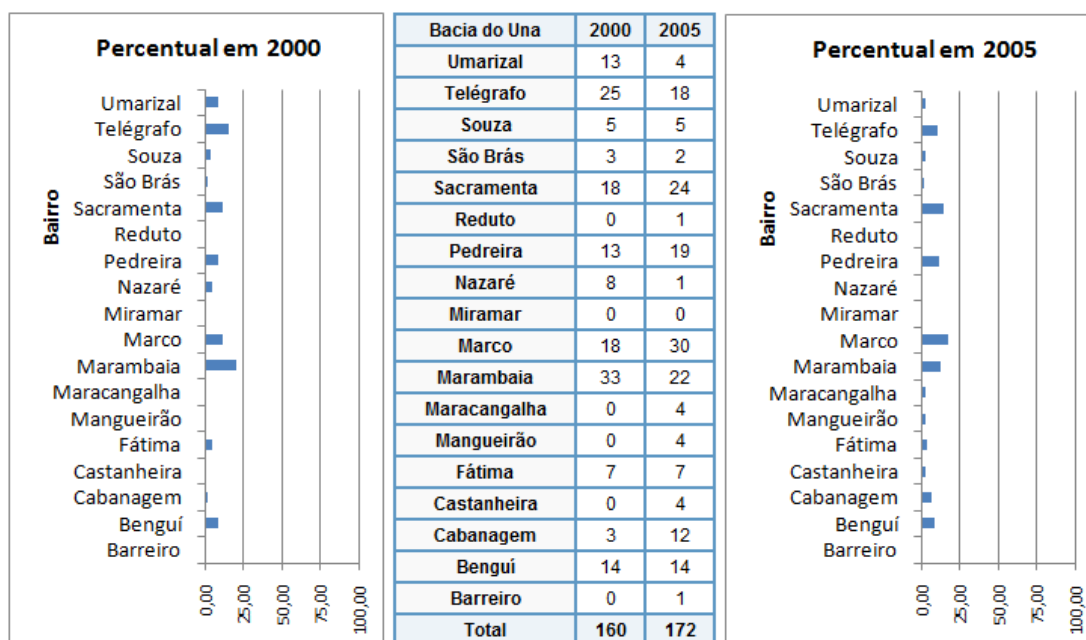 Percentual em 2000
Bairro
Umarizal
Telégrafo
Souza
São Brás
Sacramenta
Reduto
Pedreira
Nazaré
Miramar
Marco
Marambaia
Maracangalha
Mangueirão
Fátima
Castanheira
Cabanagem
Benguí
Barreiro
0,00 25,00 50,00 75,00 100,00
Bacia do Una 2000 2005
Umarizal 13 4
Telégrafo 25 18
Souza 5 5
São Brás 3 2
Sacramenta 18 24
Reduto 0 1
Pedreira 13 19
Nazaré 8 1
Miramar 0 0
Marco 18 30
Marambaia 33 22
Maracangalha 0 4
Mangueirão 0 4
Fátima 7 7
Castanheira 0 4
Cabanagem 3 12
Benguí 14 14
Barreiro 0 1
Total 160 172
Percentual em 2005
Bairro
Umarizal
Telégrafo
Souza
São Brás
Sacramenta
Reduto
Pedreira
Nazaré
Miramar
Marco
Marambaia
Maracangalha
Mangueirão
Fátima
Castanheira
Cabanagem
Benguí
Barreiro
0,00 25,00 50,00 75,00 100,00